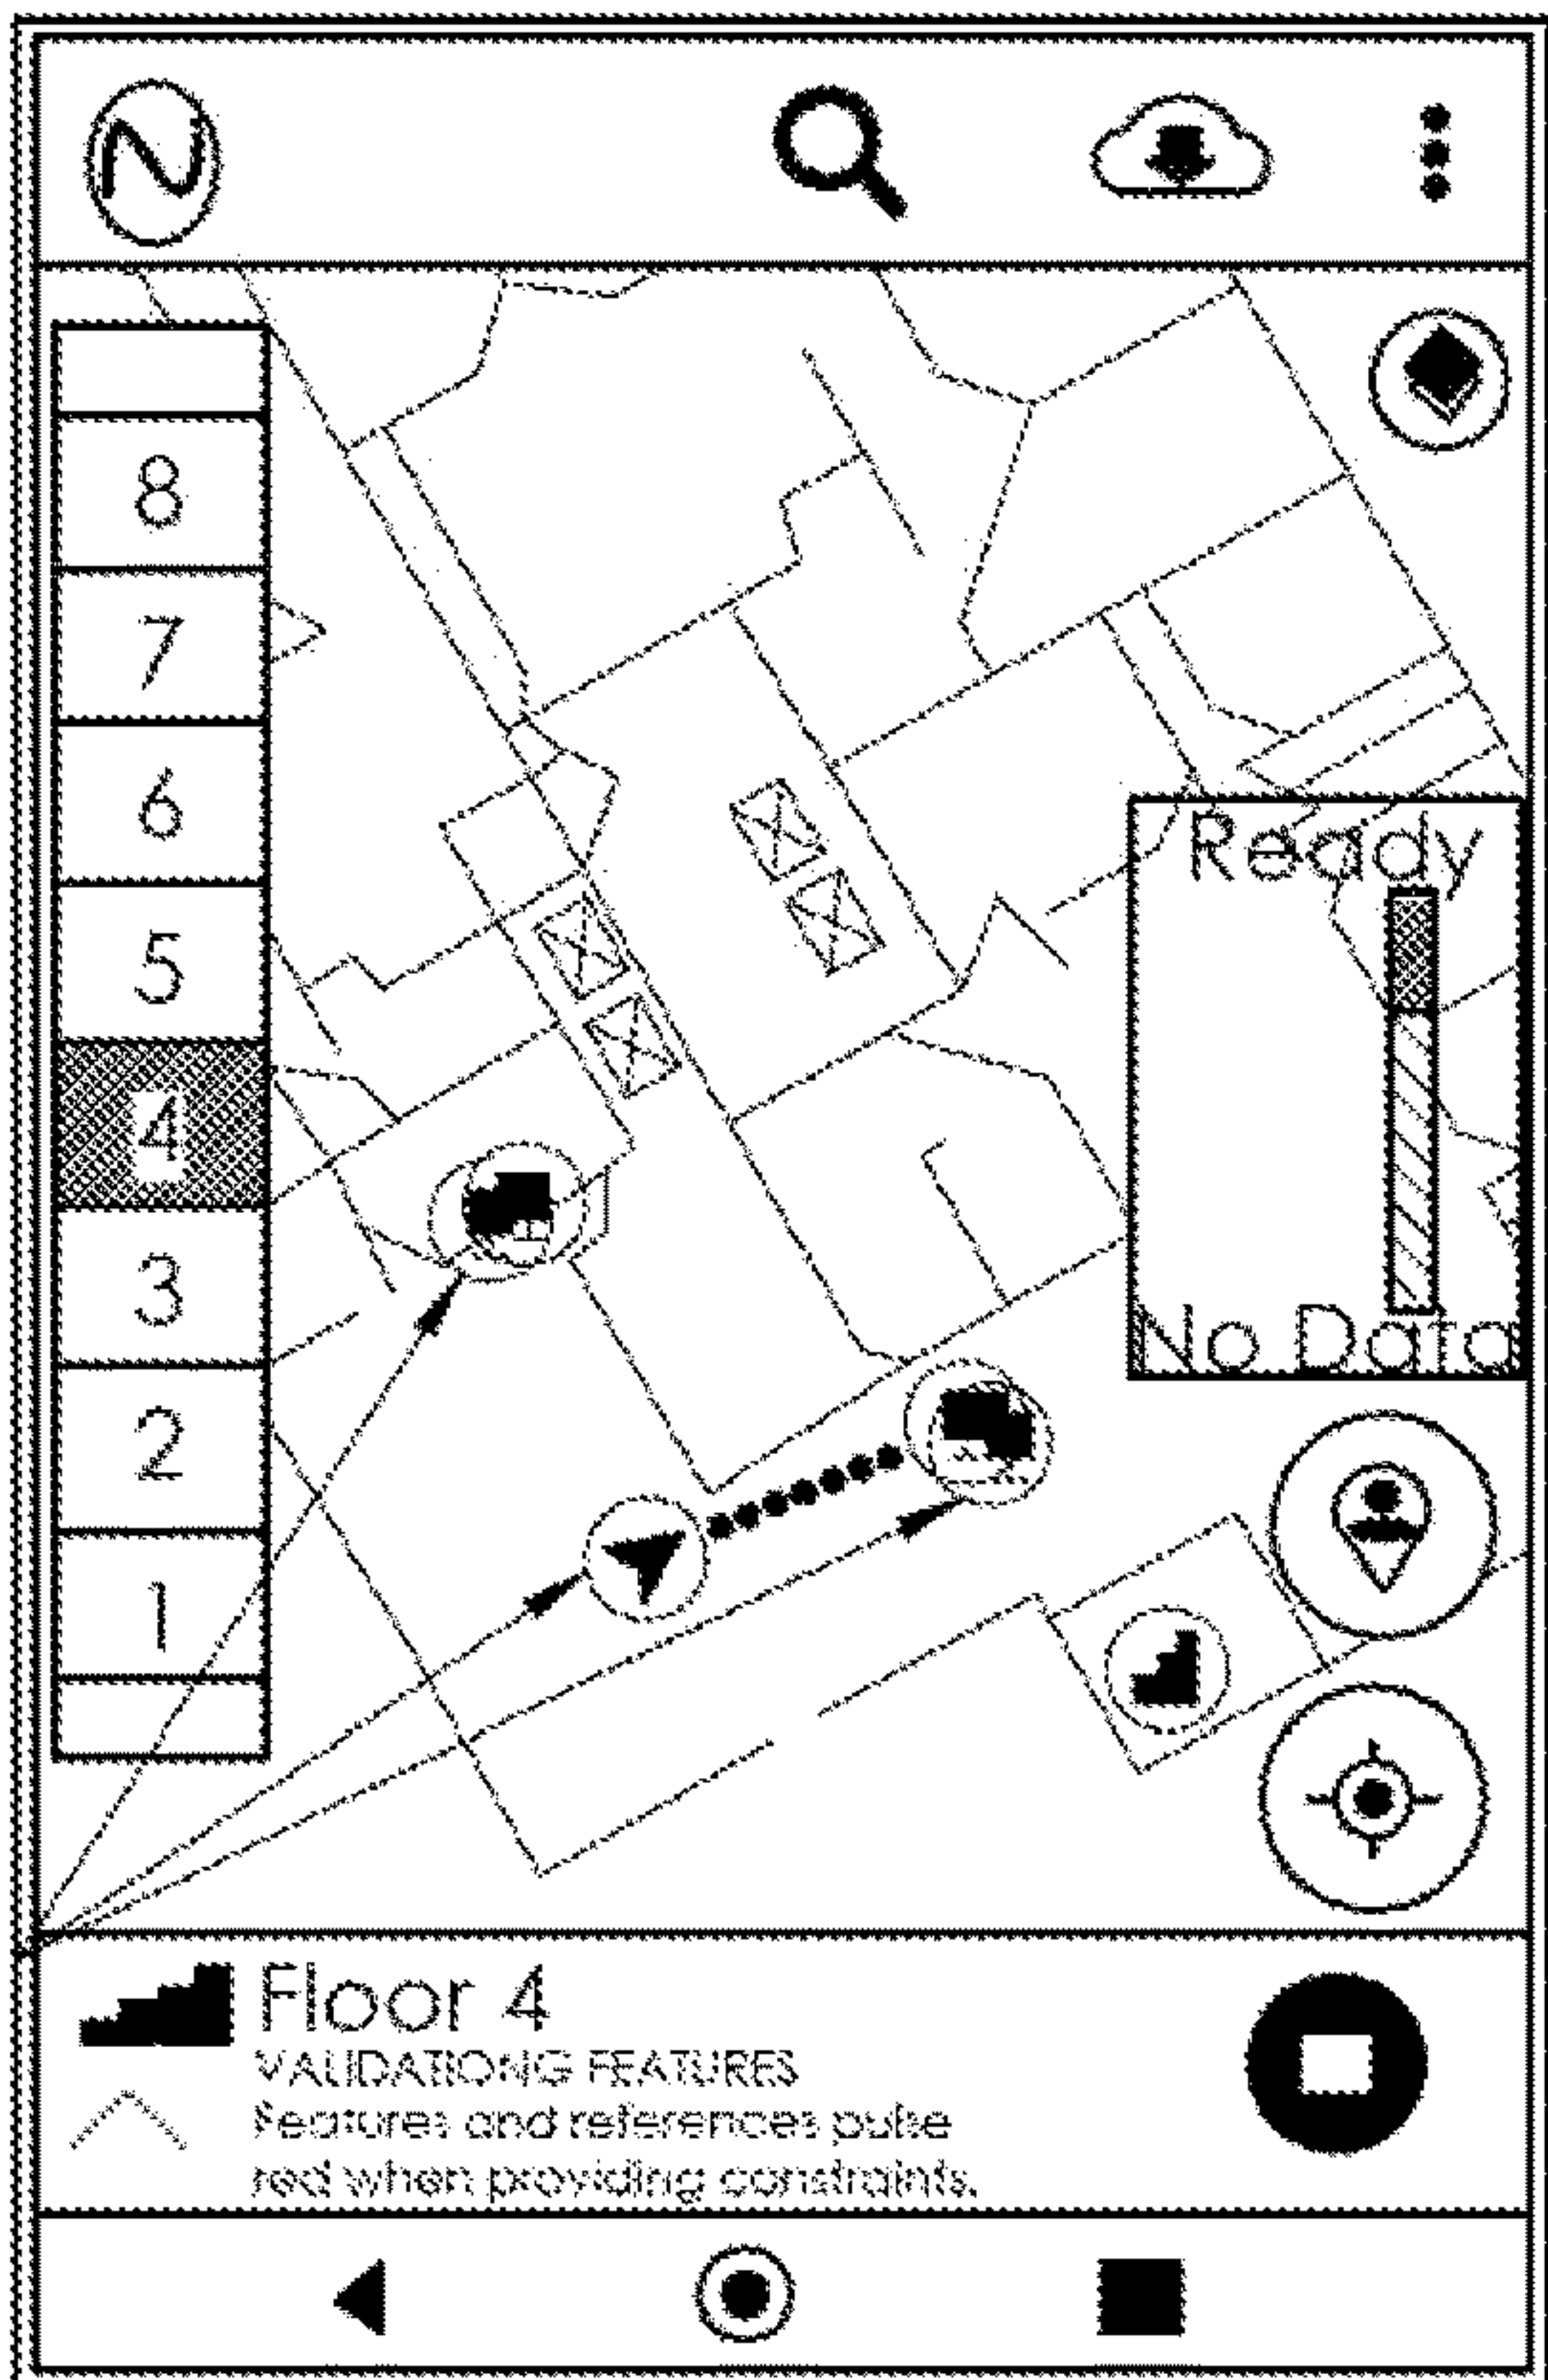 8
7
6
5
4
3
2
1
Ready
No Data
Floor 4
VALIDATIONG FEATURES
Features and references pulse
red when providing constraints.